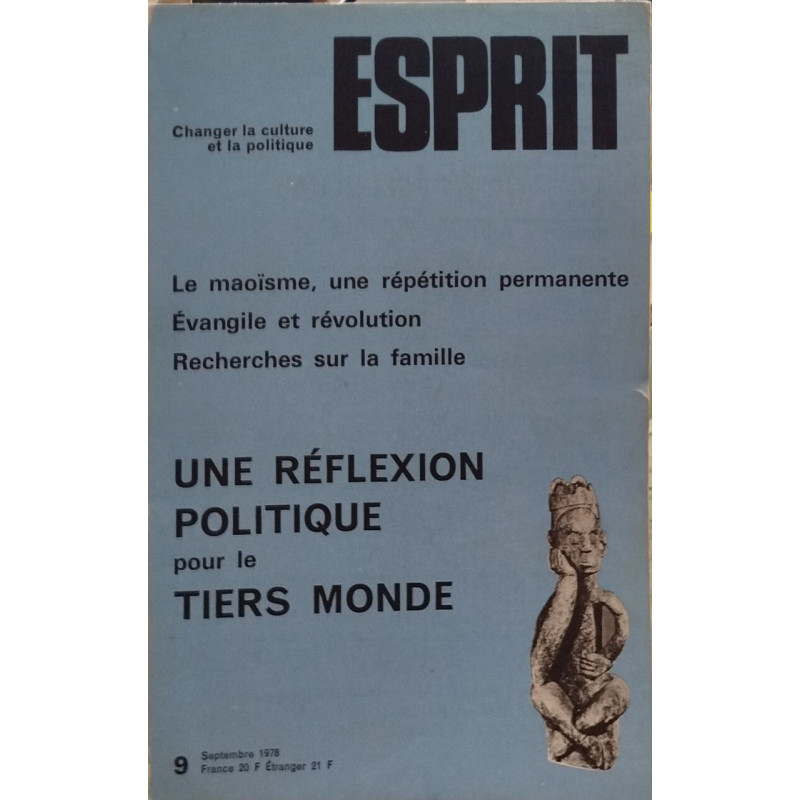 ESPRIT
Changer la culture
et la politique
Le maoïsme, une répétition permanente
Évangile et révolution
Recherches sur la famille
UNE RÉFLEXION
POLITIQUE
pour le
TIERS MONDE
9 Septembre 1978
France 20 F Étranger 21 F